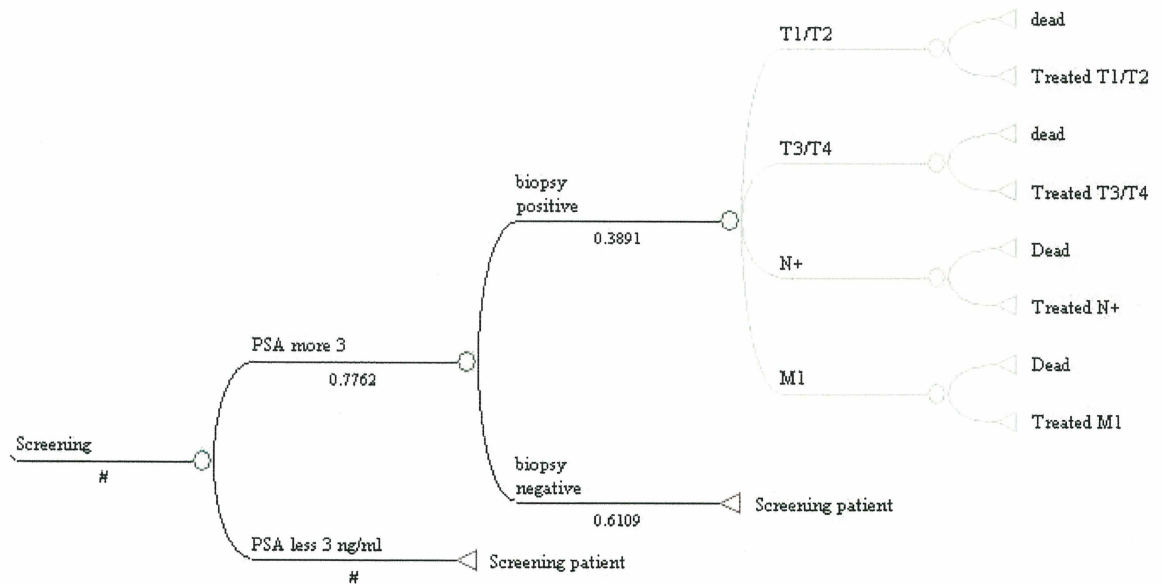 dead
T1/T2
Treated T1/T2
dead
T3/T4
Treated T3/T4
biopsy
positive
0.3891
Dead
N+
Treated N+
PSA more 3
0.7762
Dead
M1
Treated M1
Screening
#
biopsy
negative
0.6109
Screening patient
PSA less 3 ng/ml
#
Screening patient